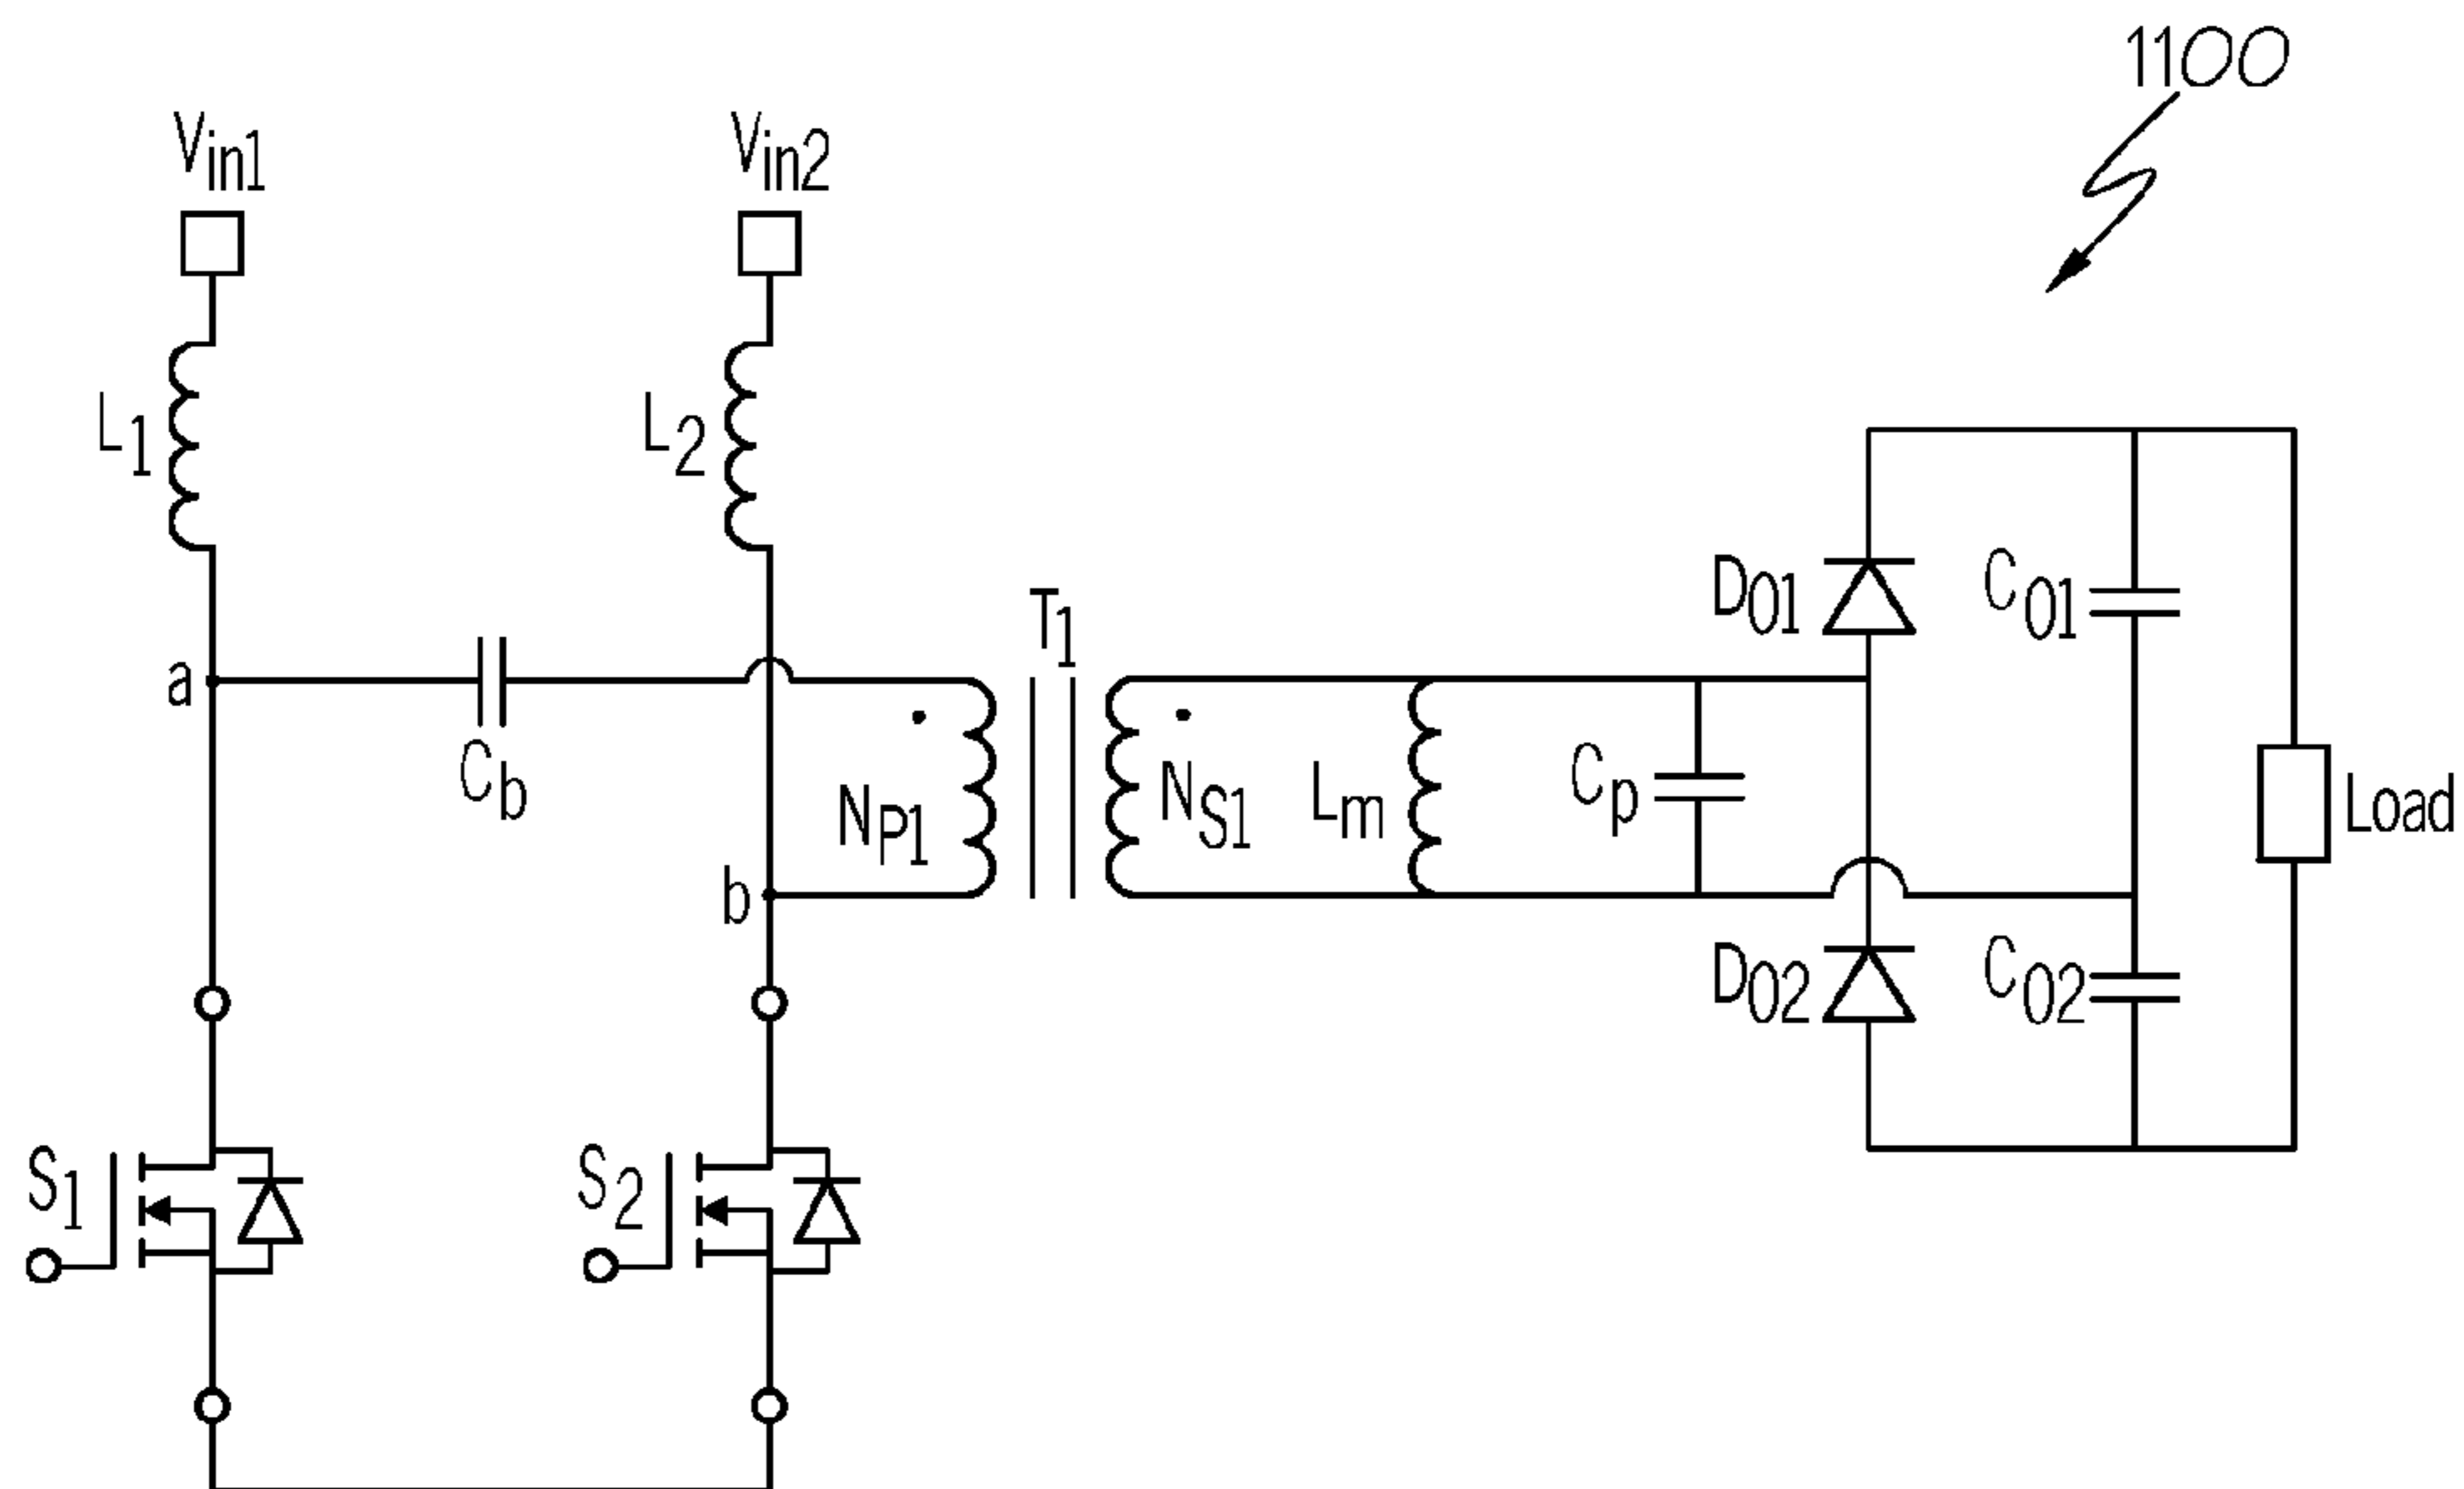 1100
Vin1
Vin2
L1
L2
T1
DO1
CO1
a
Cb
NP1
NS1
Lm
Cp
Load
b
DO2
CO2
S1
S2